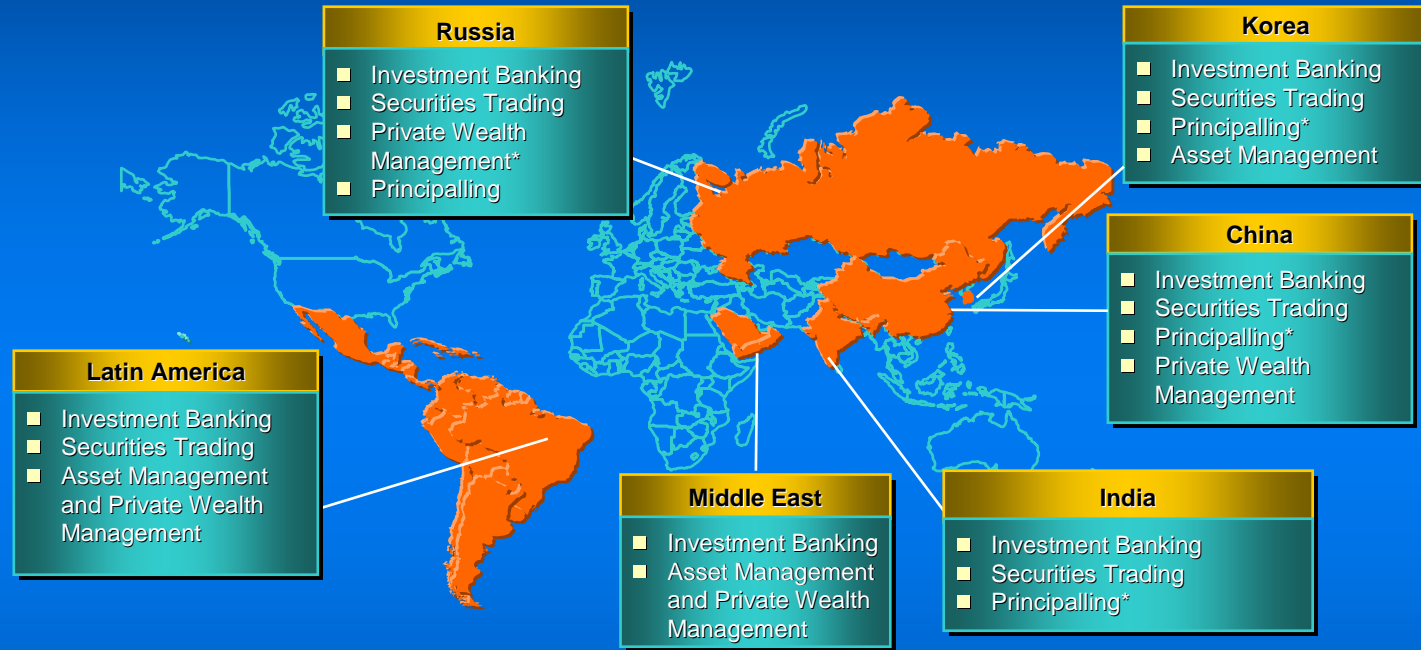 Russia
Investment Banking
Securities Trading
Private Wealth
Management*
Principalling
Korea
Investment Banking
Securities Trading
Principalling*
Asset Management
China
Investment Banking
Securities Trading
Principalling*
Private Wealth
Management
Latin America
Investment Banking
Securities Trading
Asset Management
and Private Wealth
Management
Middle East
Investment Banking
Asset Management
and Private Wealth
Management
India
Investment Banking
Securities Trading
Principalling*